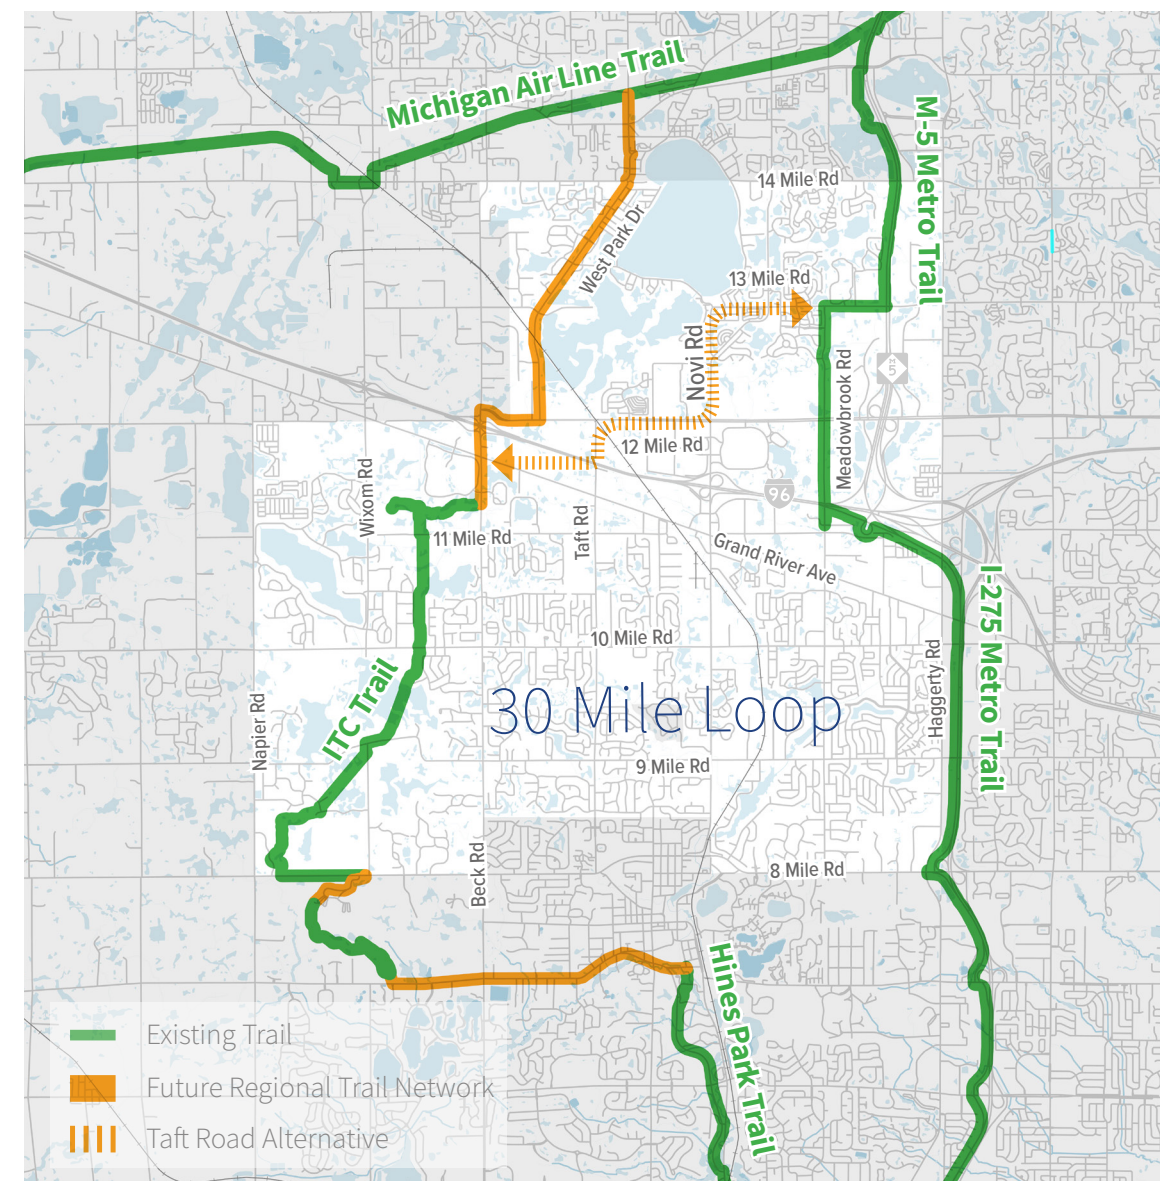 Michigan Air Line Trail
M-5 Metro Trail
14 Mile Rd
West Park Dr
13 Mile Rd
Novi Rd
M
5
Meadowbrook Rd
12 Mile Rd
Wixom Rd
96
11 Mile Rd
Taft Rd
Grand River Ave
I-275 Metro Trail
10 Mile Rd
Haggerty Rd
ITC Trail
30 Mile Loop
Napier Rd
9 Mile Rd
Beck Rd
8 Mile Rd
Hines Park Trail
Existing Trail
Future Regional Trail Network
Taft Road Alternative